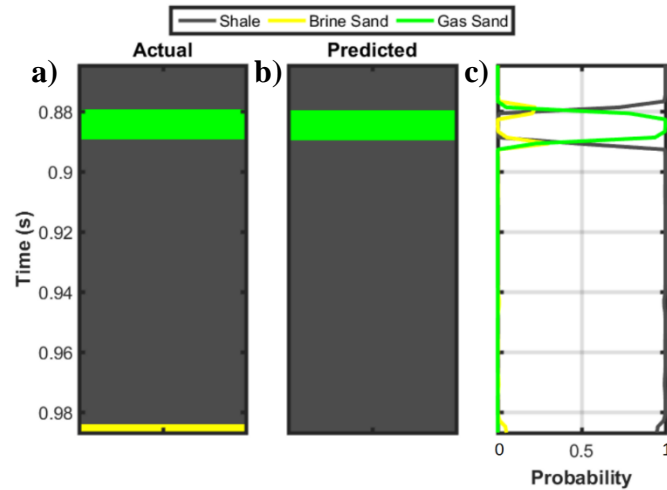 Shale Brine Sand Gas Sand
Actual Predicted
a) b) c)
0.88
0.9
0.92
0.94
0.96
0.98
Time (s)
0 0.5 1
Probability